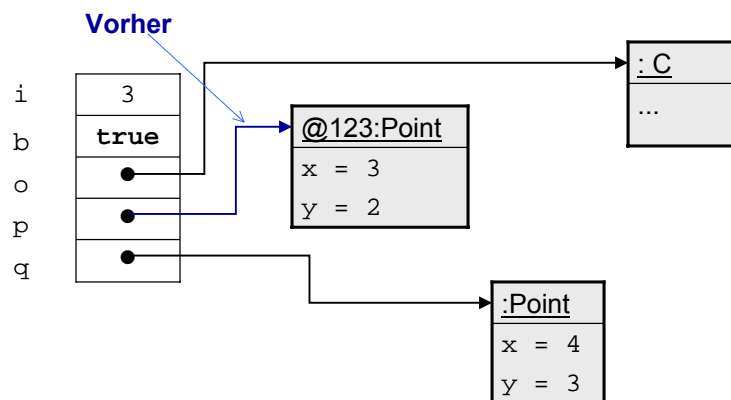 Vorher
i 3
b true
o
p
q
@123:Point
x = 3
y = 2
: C
...
:Point
x = 4
y = 3